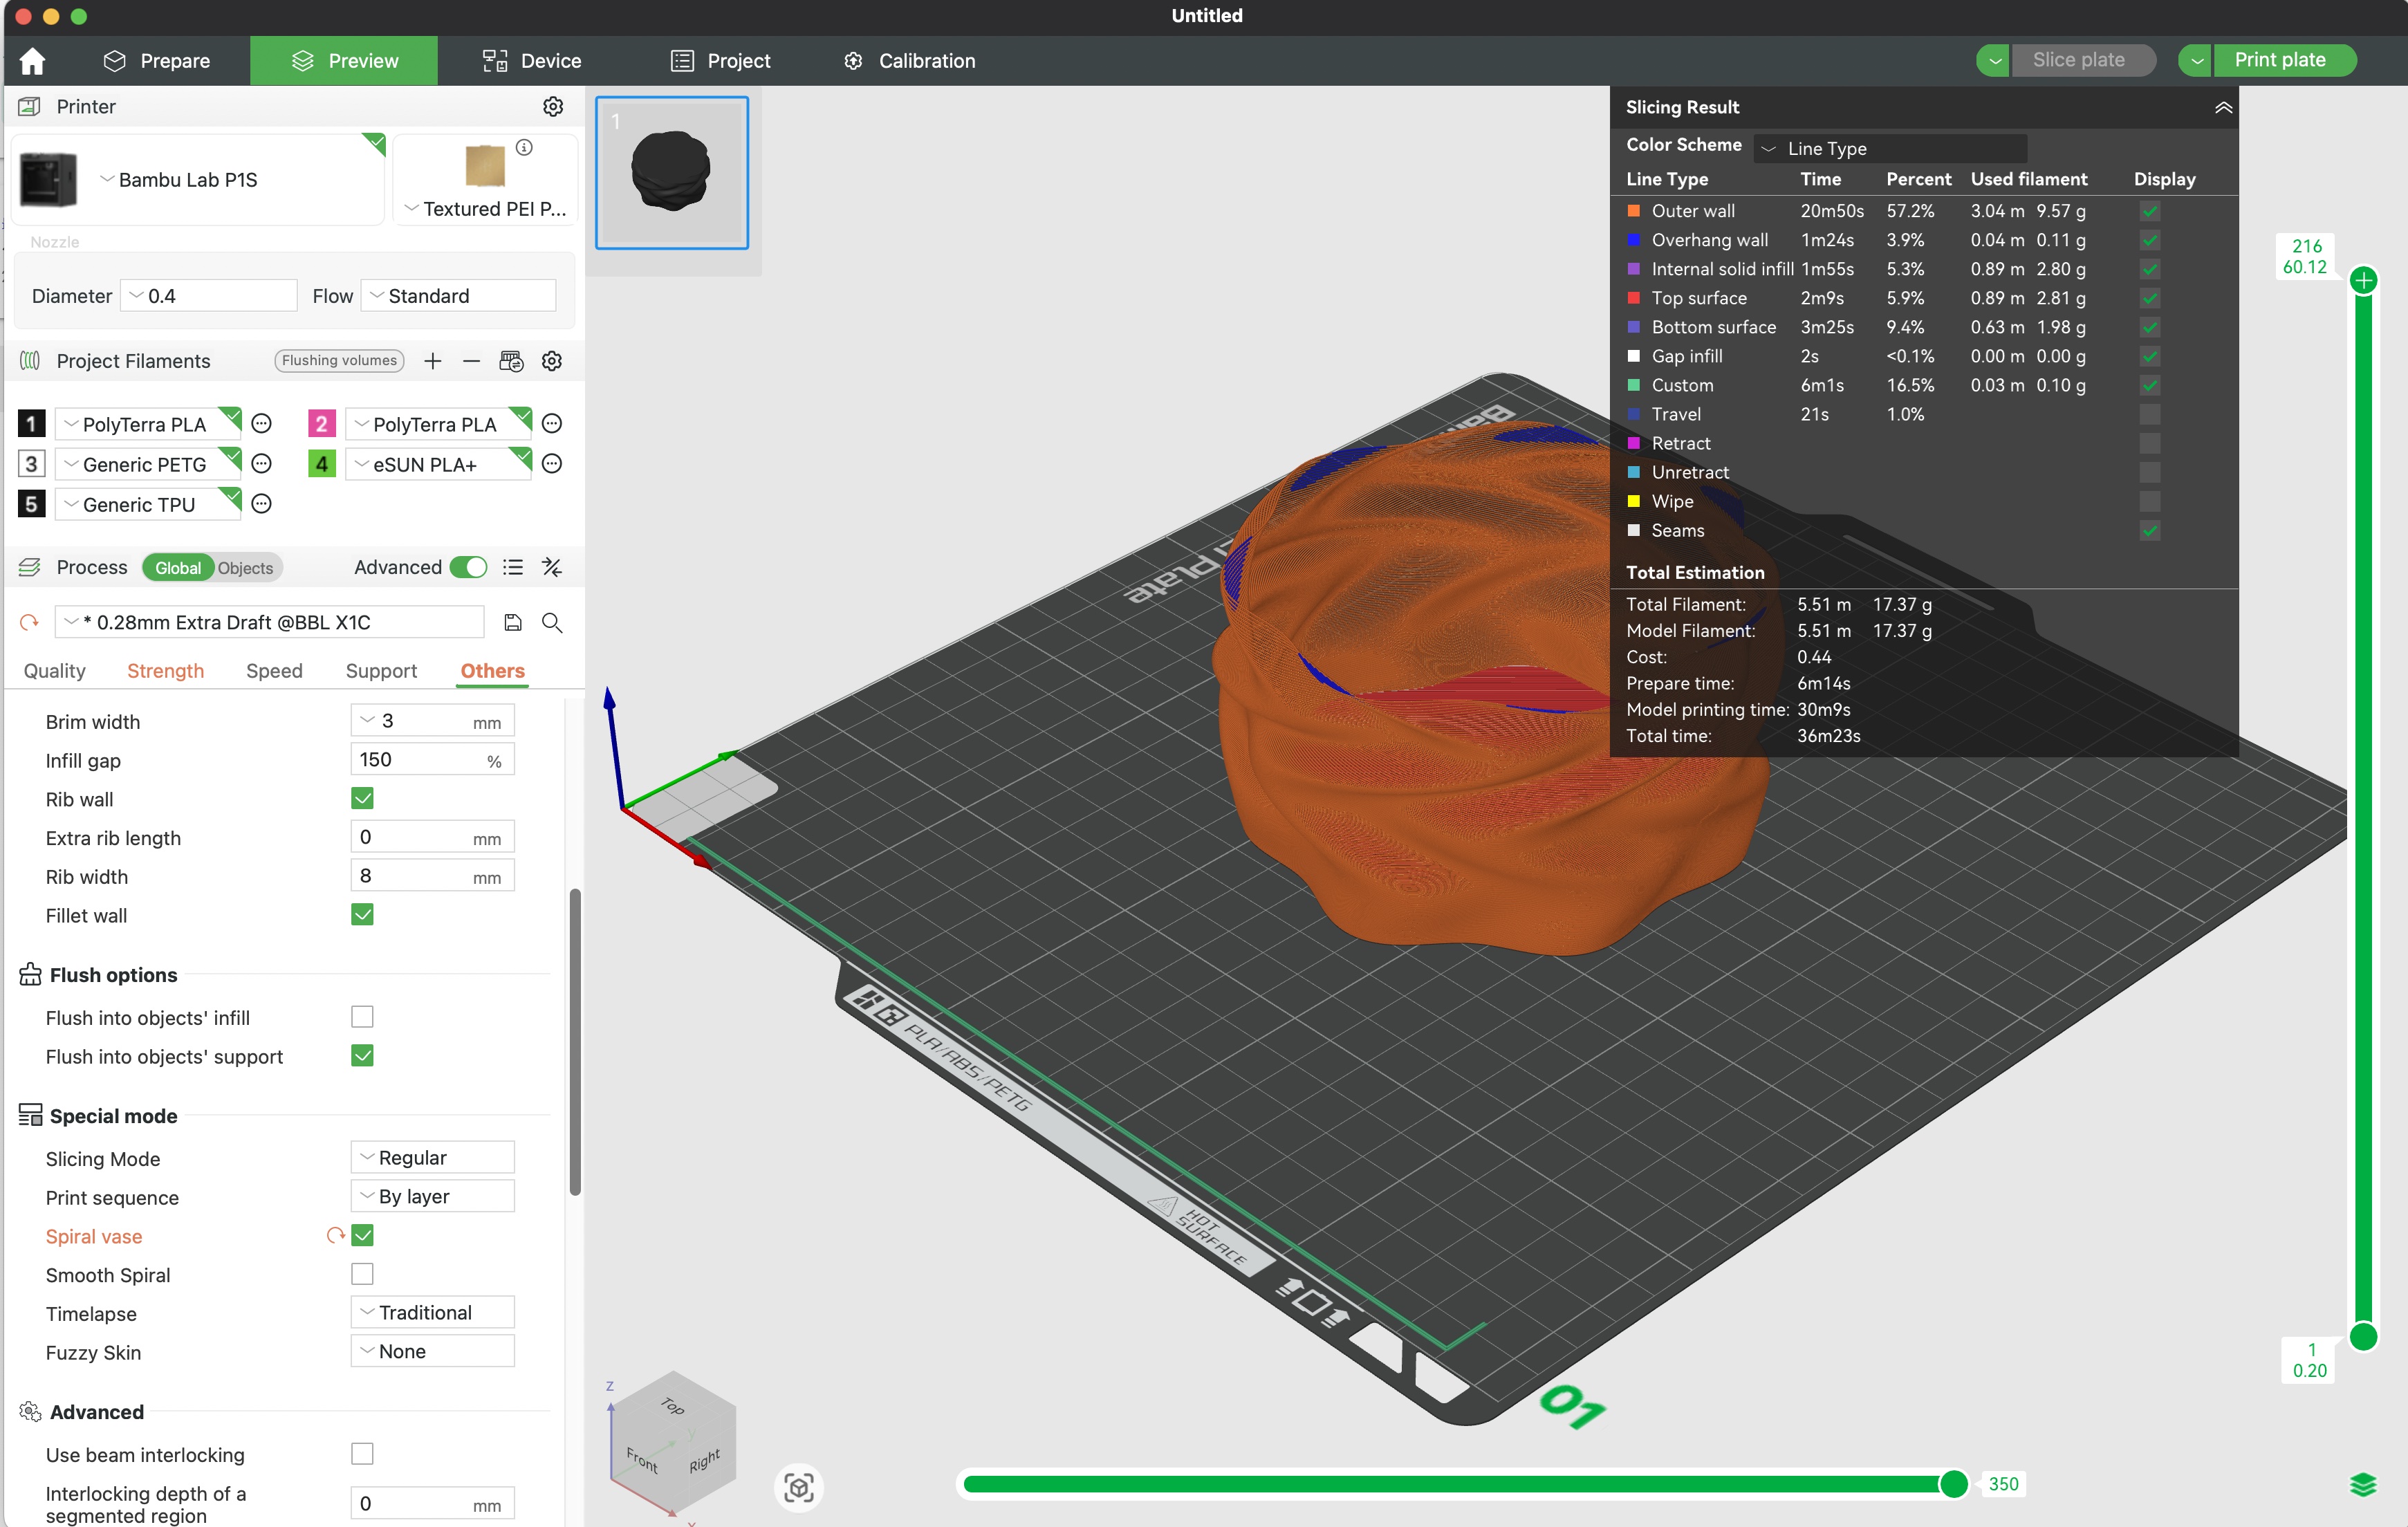 Untitled
Prepare
Preview
Device
Project
Calibration
Slice plate
Print plate
Printer
Bambu Lab P1S
Textured PEI P...
Nozzle
Diameter 0.4 Flow Standard
Project Filaments Flushing volumes
1 PolyTerra PLA 2 PolyTerra PLA
3 Generic PETG 4 eSUN PLA+
5 Generic TPU
Process Global Objects Advanced
* 0.28mm Extra Draft @BBL X1C
Quality Strength Speed Support Others
Brim width 3 mm
Infill gap 150 %
Rib wall
Extra rib length 0 mm
Rib width 8 mm
Fillet wall
Flush options
Flush into objects' infill
Flush into objects' support
Special mode
Slicing Mode Regular
Print sequence By layer
Spiral vase
Smooth Spiral
Timelapse Traditional
Fuzzy Skin None
Advanced
Use beam interlocking
Interlocking depth of a
segmented region 0 mm
1
Slicing Result
Color Scheme Line Type
Line Type Time Percent Used filament Display
Outer wall 20m50s 57.2% 3.04 m 9.57 g
Overhang wall 1m24s 3.9% 0.04 m 0.11 g
Internal solid infill 1m55s 5.3% 0.89 m 2.80 g
Top surface 2m9s 5.9% 0.89 m 2.81 g
Bottom surface 3m25s 9.4% 0.63 m 1.98 g
Gap infill 2s <0.1% 0.00 m 0.00 g
Custom 6m1s 16.5% 0.03 m 0.10 g
Travel 21s 1.0%
Retract
Unretract
Wipe
Seams
Total Estimation
Total Filament: 5.51 m 17.37 g
Model Filament: 5.51 m 17.37 g
Cost: 0.44
Prepare time: 6m14s
Model printing time: 30m9s
Total time: 36m23s
216
60.12
1
0.20
Plate
PLA/ABS/PETG
HOT
SURFACE
01
350
Top
Front
Right
Z
Y
X